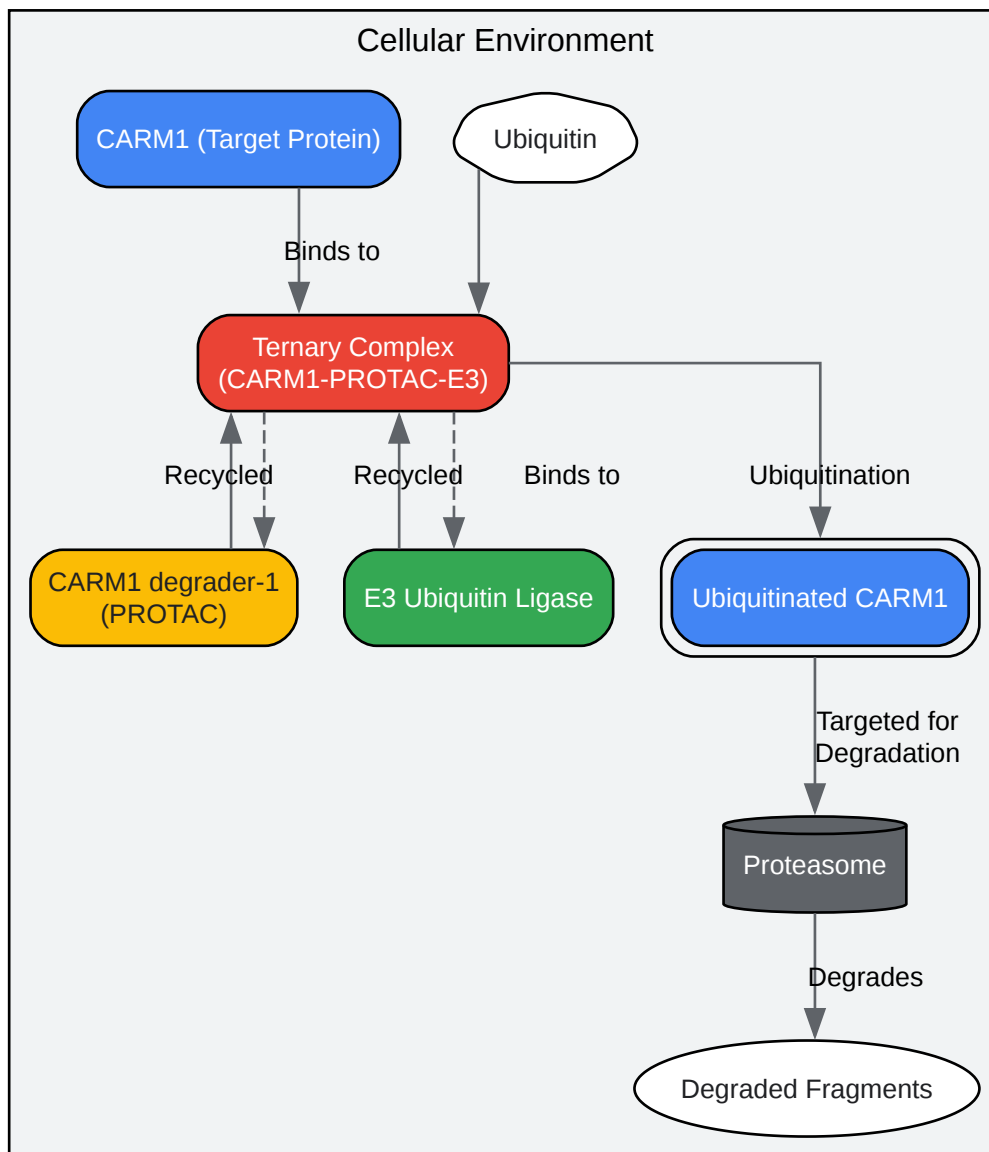 Cellular Environment
CARM1 (Target Protein)
Ubiquitin
Binds to
Ternary Complex
(CARM1-PROTAC-E3)
Recycled
Recycled
Binds to
Ubiquitination
CARM1 degrader-1
(PROTAC)
E3 Ubiquitin Ligase
Ubiquitinated CARM1
Targeted for
Degradation
Proteasome
Degrades
Degraded Fragments